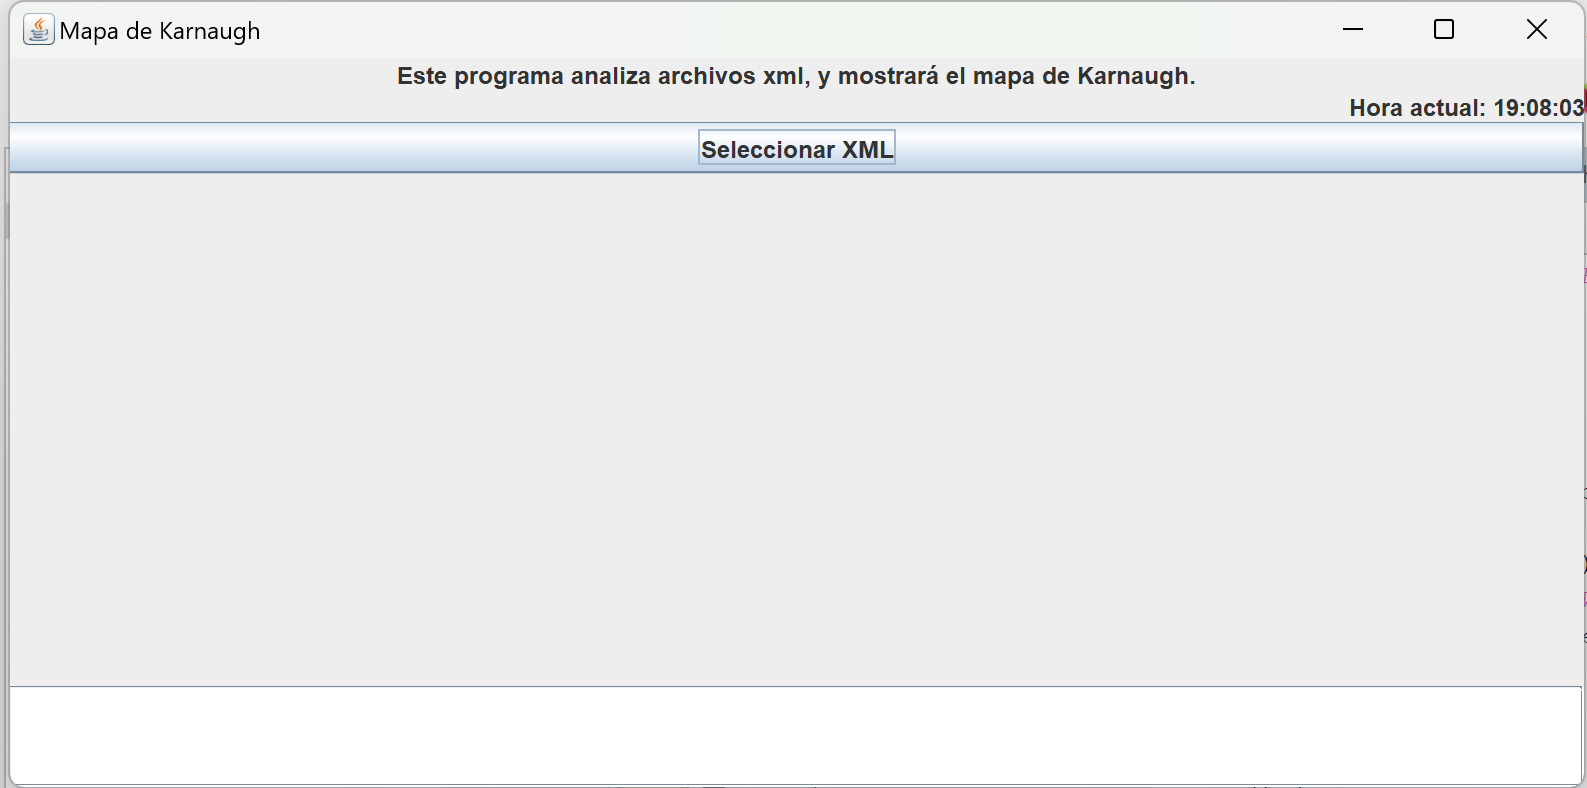 Mapa de Karnaugh
Este programa analiza archivos xml, y mostrará el mapa de Karnaugh.
Hora actual: 19:08:03
Seleccionar XML